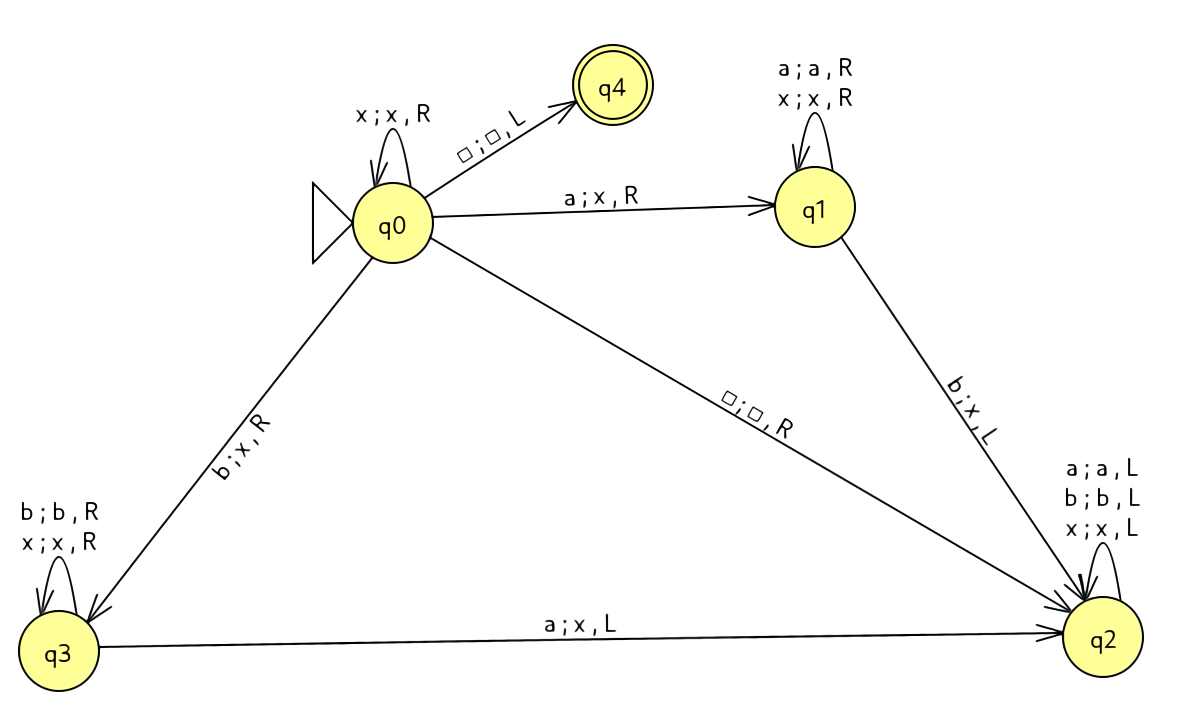 q4
a;a,R
x;x,R
x;x,R
□;□,L
a;x,R
q1
q0
b;x,R
□;□,R
b;x,L
a;a,L
b;b,L
x;x,L
b;b,R
x;x,R
a;x,L
q3
q2